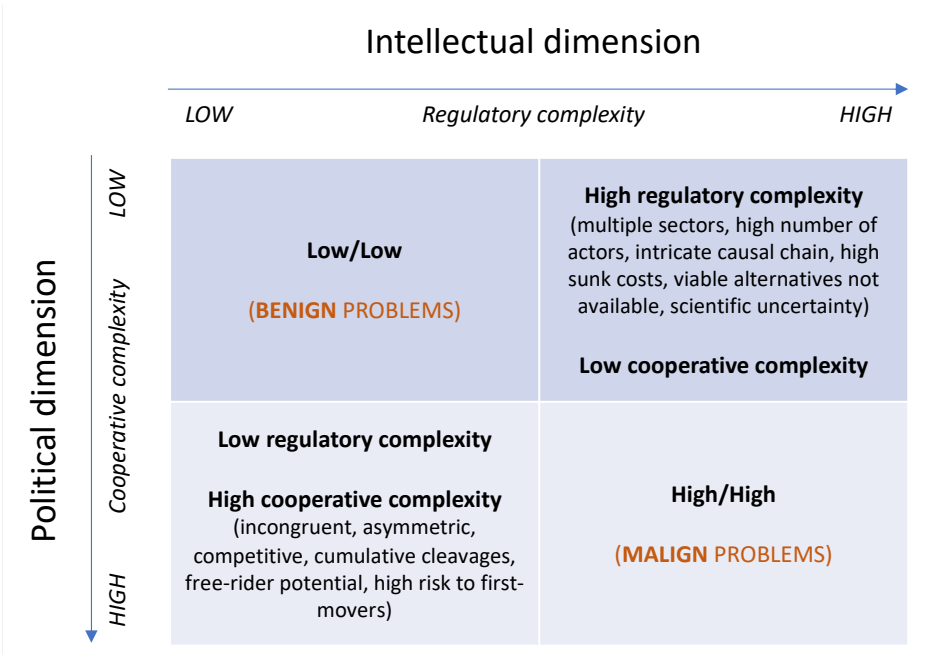 Intellectual dimension
LOW
Regulatory complexity
HIGH
Political dimension
Cooperative complexity
LOW
HIGH
Low/Low
(BENIGN PROBLEMS)
High regulatory complexity
(multiple sectors, high number of
actors, intricate causal chain, high
sunk costs, viable alternatives not
available, scientific uncertainty)
Low cooperative complexity
Low regulatory complexity
High cooperative complexity
(incongruent, asymmetric,
competitive, cumulative cleavages,
free-rider potential, high risk to first-
movers)
High/High
(MALIGN PROBLEMS)